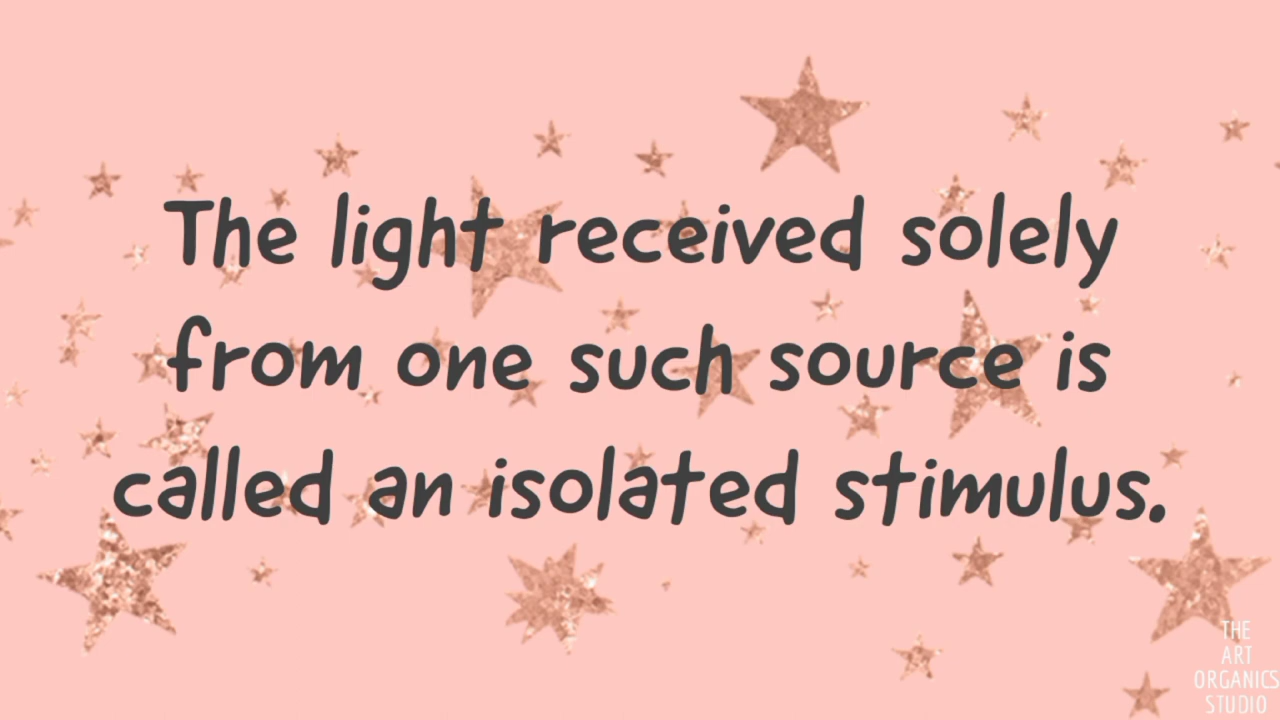 The light received solely
from one such source is
called an isolated stimulus.
THE
ART
ORGANICS
STUDIO